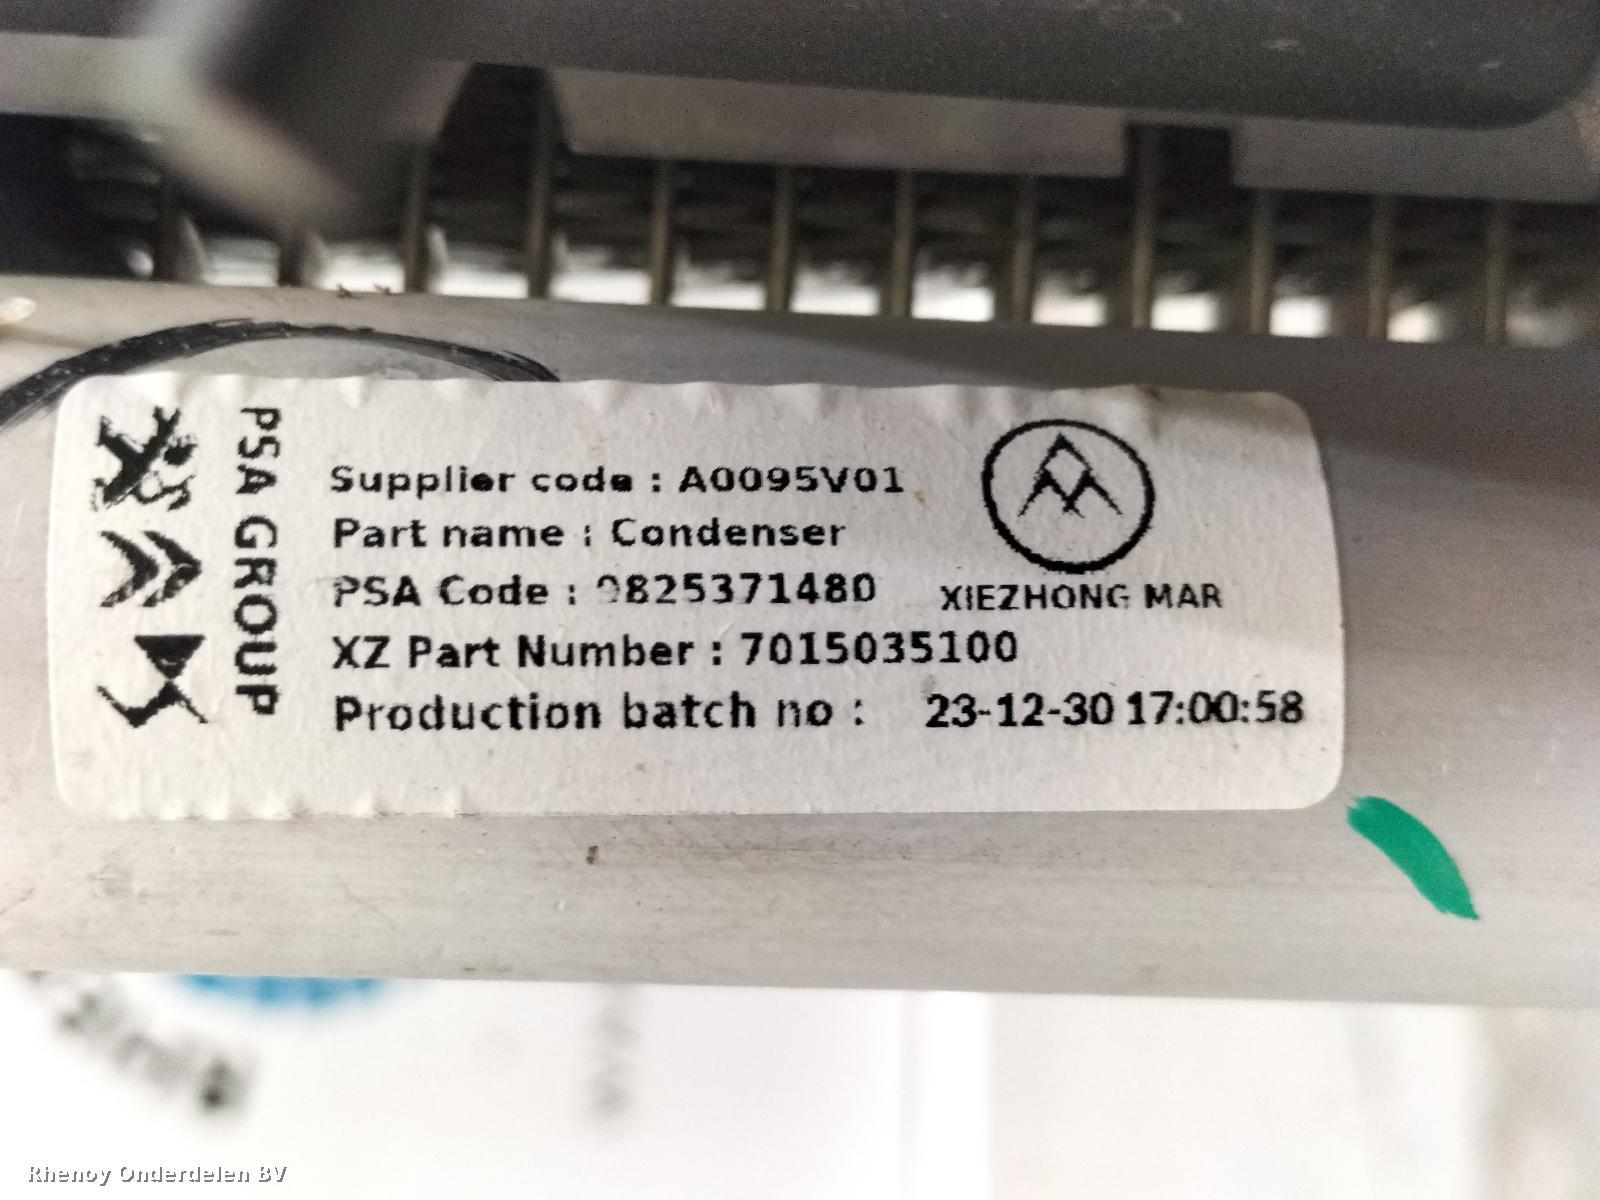 PSA GROUP
Supplier code : A0095V01
Part name : Condenser
PSA Code : 9825371480
XIEZHONG MAR
XZ Part Number : 7015035100
Production batch no : 23-12-30 17:00:58
Rhenoy Onderdelen BV